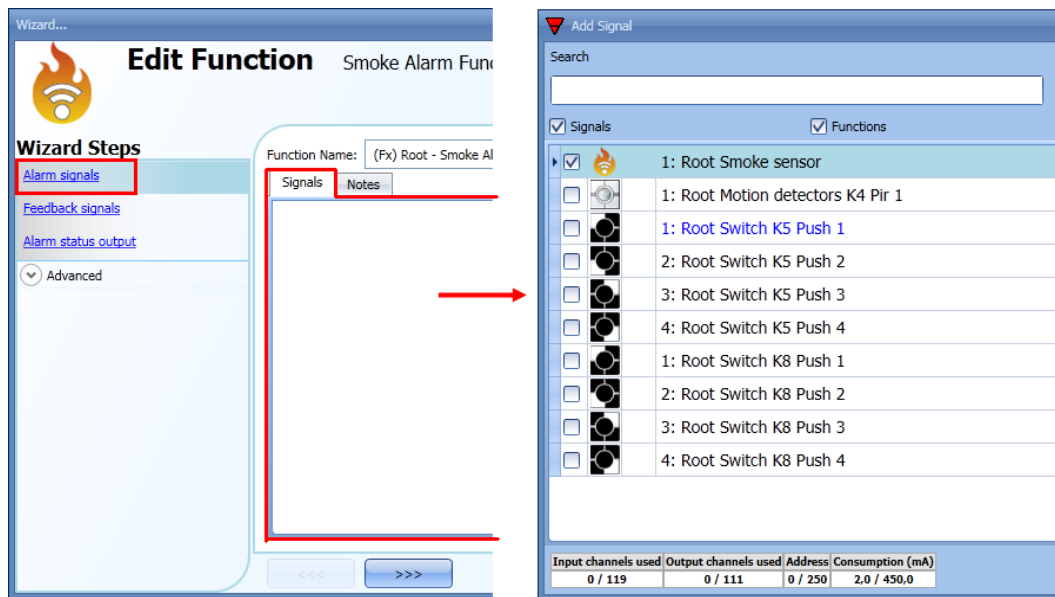 Wizard...
Edit Function Smoke Alarm Func
Wizard Steps
Alarm signals
Feedback signals
Alarm status output
Advanced
Function Name: (Fx) Root - Smoke Al
Signals Notes
<<< >>>
Add Signal
Search
Signals Functions
1: Root Smoke sensor
1: Root Motion detectors K4 Pir 1
1: Root Switch K5 Push 1
2: Root Switch K5 Push 2
3: Root Switch K5 Push 3
4: Root Switch K5 Push 4
1: Root Switch K8 Push 1
2: Root Switch K8 Push 2
3: Root Switch K8 Push 3
4: Root Switch K8 Push 4
Input channels used Output channels used Address Consumption (mA)
0 / 119 0 / 111 0 / 250 2,0 / 450,0